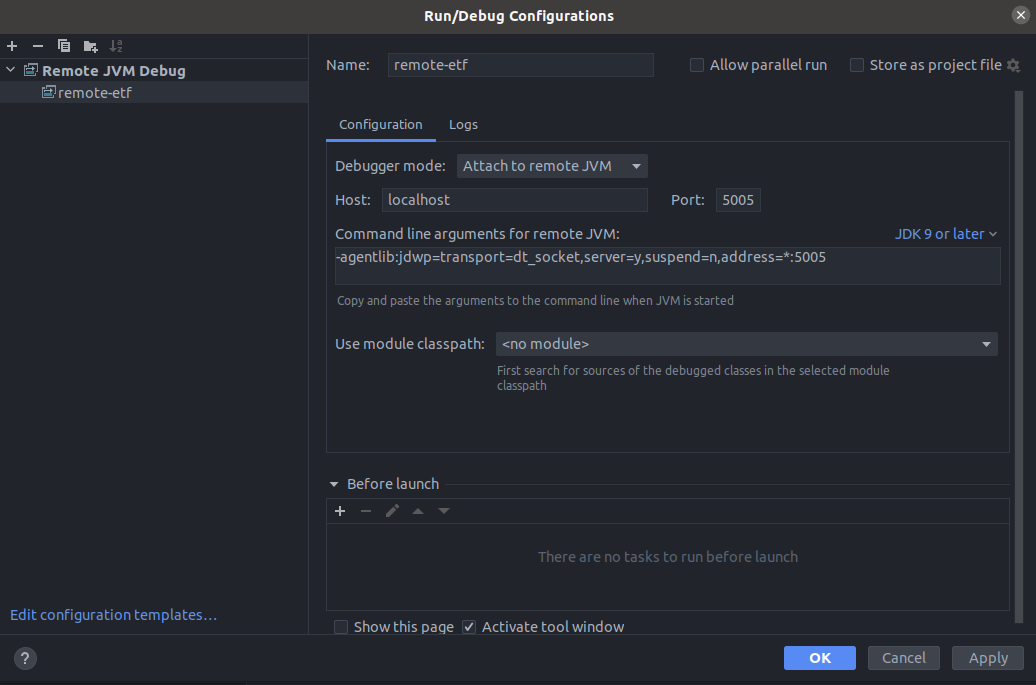 Run/Debug Configurations
Remote JVM Debug
remote-etf
Name: remote-etf Allow parallel run Store as project file
Configuration Logs
Debugger mode: Attach to remote JVM
Host: localhost Port: 5005
Command line arguments for remote JVM: JDK 9 or later
-agentlib:jdwp=transport=dt_socket,server=y,suspend=n,address=*:5005
Copy and paste the arguments to the command line when JVM is started
Use module classpath: <no module>
First search for sources of the debugged classes in the selected module
classpath
Before launch
There are no tasks to run before launch
Edit configuration templates...
Show this page Activate tool window
? OK Cancel Apply